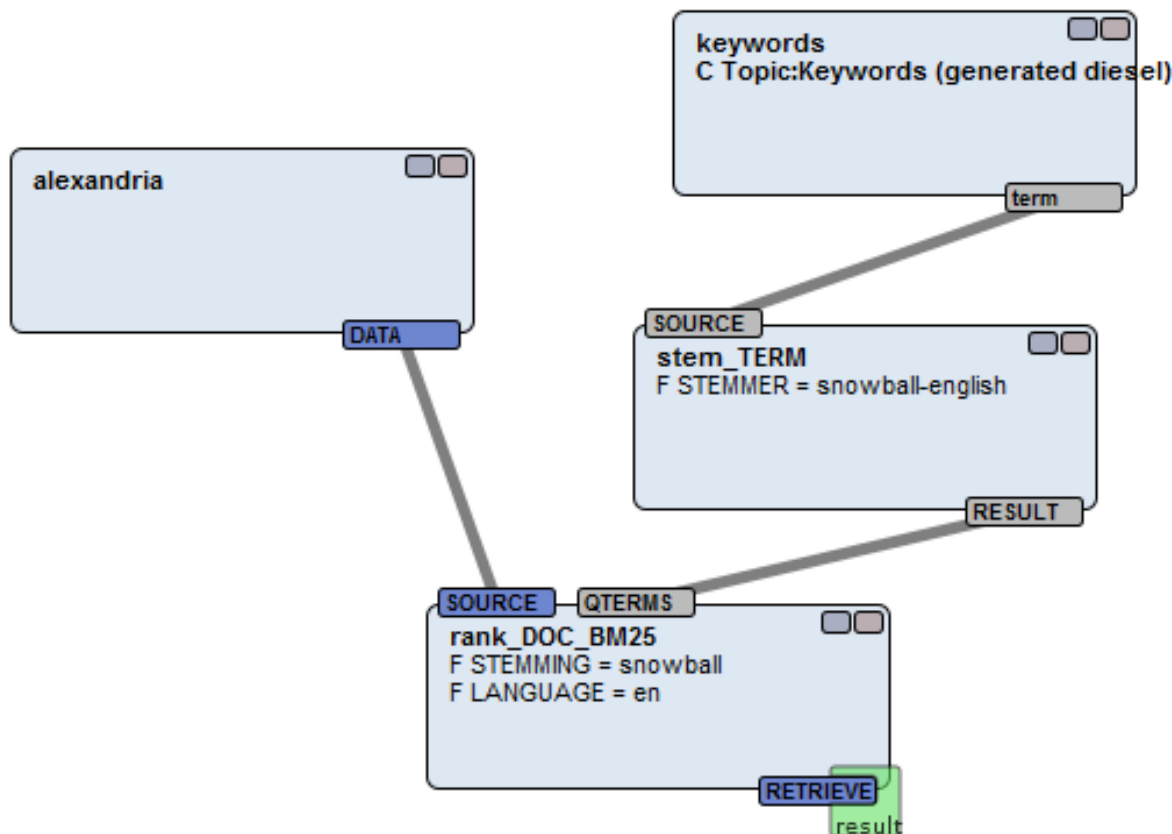 keywords
C Topic:Keywords (generated diesel)
term
alexandria
DATA
SOURCE
stem_TERM
F STEMMER = snowball-english
RESULT
SOURCE
QTERMS
rank_DOC_BM25
F STEMMING = snowball
F LANGUAGE = en
RETRIEVE
result